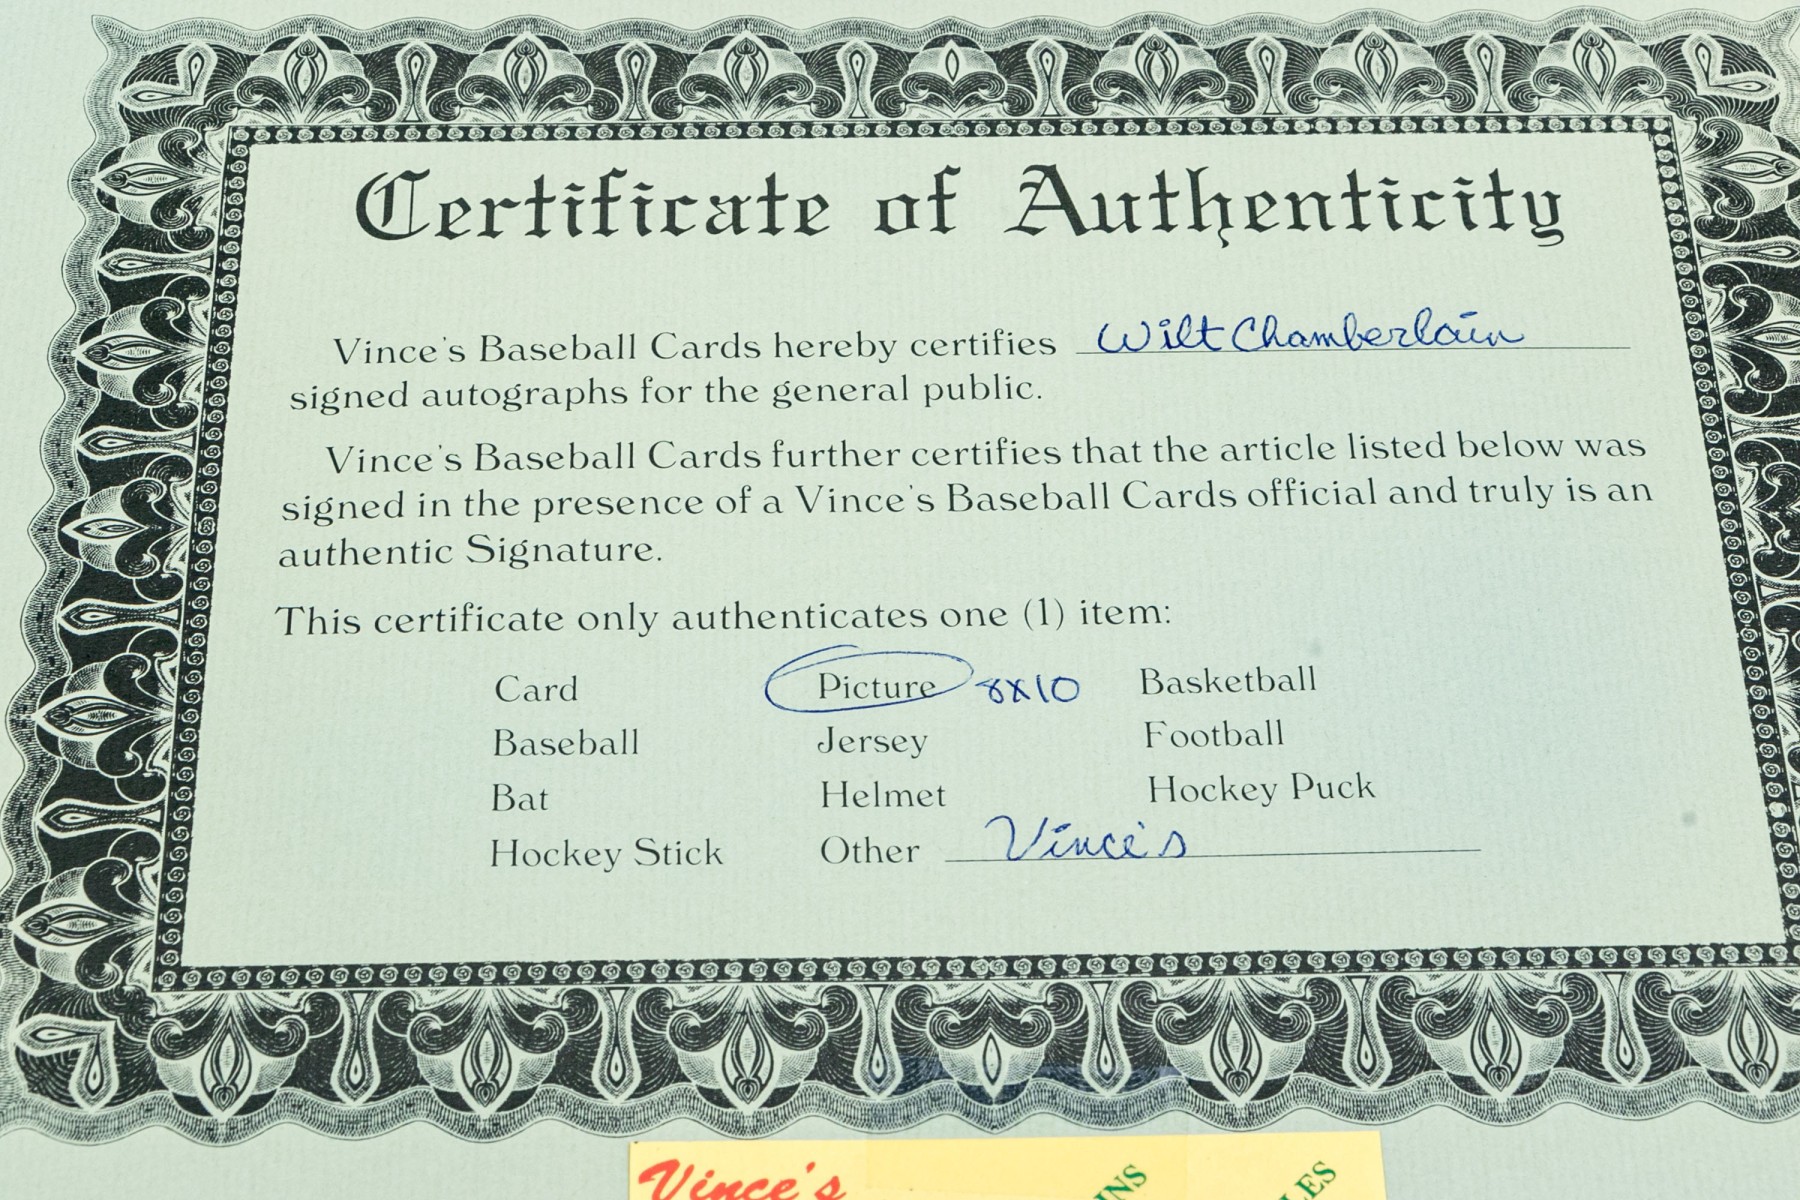 Certificate of Authenticity
Vince's Baseball Cards hereby certifies Wilt Chamberlain
signed autographs for the general public.
Vince's Baseball Cards further certifies that the article listed below was
signed in the presence of a Vince's Baseball Cards official and truly is an
authentic Signature.
This certificate only authenticates one (1) item:
Card Picture 8x10 Basketball
Baseball Jersey Football
Bat Helmet Hockey Puck
Hockey Stick Other Vince's
Vince's